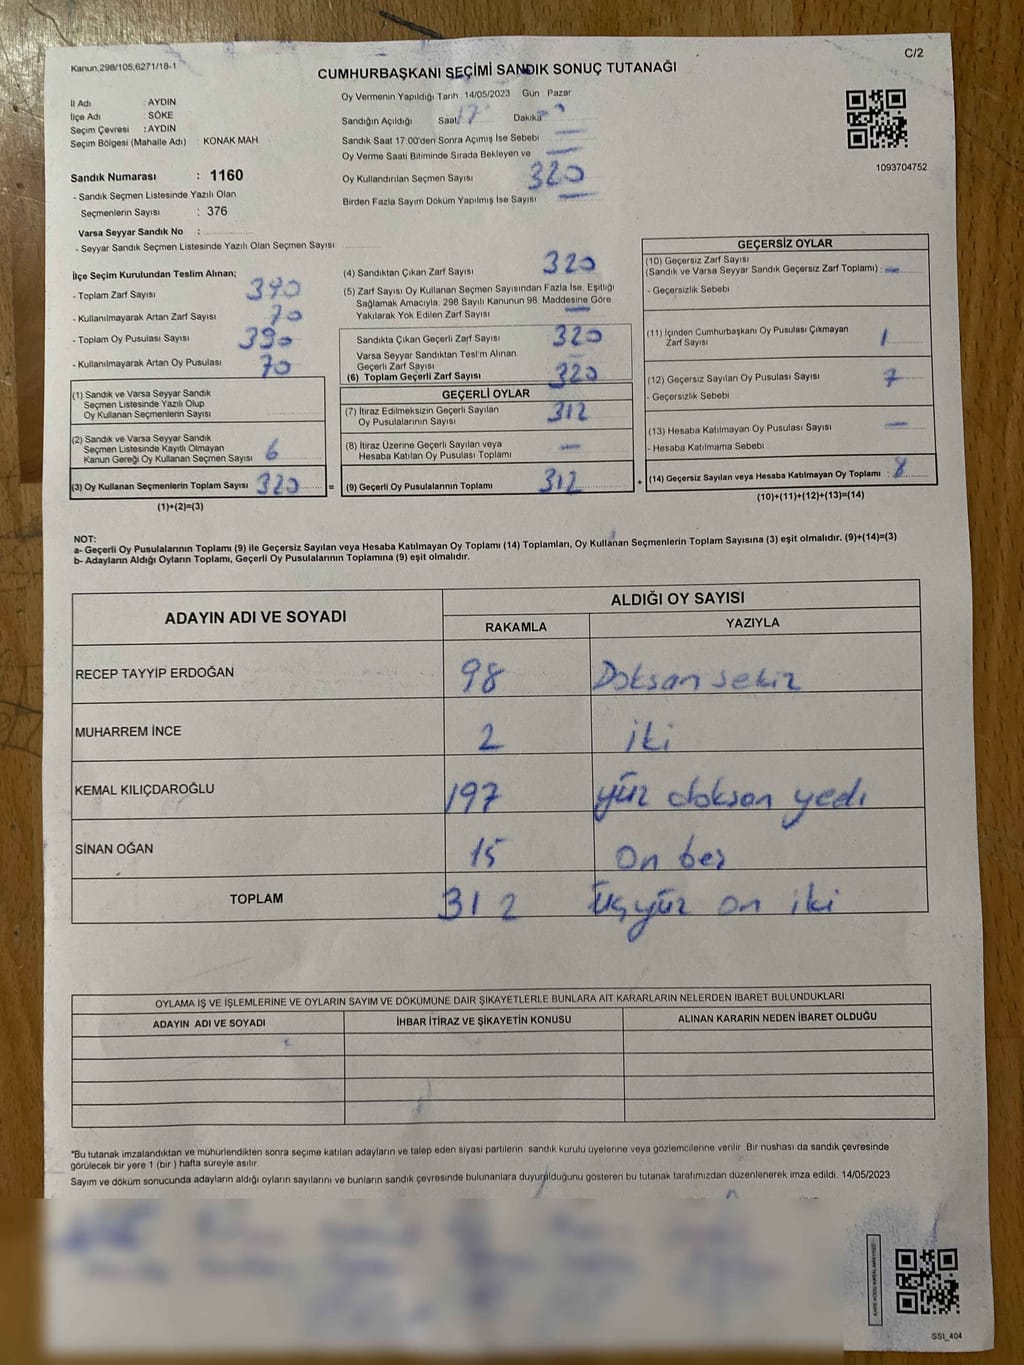 Kanun,298/105,6271/18-1
C/2
CUMHURBAŞKANI SEÇİMİ SANDIK SONUÇ TUTANAĞI
İl Adı : AYDIN
İlçe Adı : SÖKE
Seçim Çevresi : AYDIN
Seçim Bölgesi (Mahalle Adı) : KONAK MAH
Sandık Numarası : 1160
- Sandık Seçmen Listesinde Yazılı Olan
Seçmenlerin Sayısı : 376
Varsa Seyyar Sandık No :
- Seyyar Sandık Seçmen Listesinde Yazılı Olan Seçmen Sayısı:
Oy Vermenin Yapıldığı Tarih :14/05/2023 Gün Pazar
Sandığın Açıldığı Saat 17 Dakika
Sandık Saat 17:00'den Sonra Açımış İse Sebebi
Oy Verme Saati Bitiminde Sırada Bekleyen ve
Oy Kullandırılan Seçmen Sayısı 320
Birden Fazla Sayım Döküm Yapılmış İse Sayısı
1093704752
İlçe Seçim Kurulundan Teslim Alınan;
- Toplam Zarf Sayısı 390
- Kullanılmayarak Artan Zarf Sayısı 70
- Toplam Oy Pusulası Sayısı 390
- Kullanılmayarak Artan Oy Pusulası 70
(1) Sandık ve Varsa Seyyar Sandık
Seçmen Listesinde Yazılı Olup
Oy Kullanan Seçmenlerin Sayısı
(2) Sandık ve Varsa Seyyar Sandık
Seçmen Listesinde Kayıtlı Olmayan
Kanun Gereği Oy Kullanan Seçmen Sayısı 6
(3) Oy Kullanan Seçmenlerin Toplam Sayısı 320
(1)+(2)=(3)
=
(4) Sandıktan Çıkan Zarf Sayısı 320
(5) Zarf Sayısı Oy Kullanan Seçmen Sayısından Fazla İse, Eşitliği
Sağlamak Amacıyla, 298 Sayılı Kanunun 98. Maddesine Göre
Yakılarak Yok Edilen Zarf Sayısı —
Sandıkta Çıkan Geçerli Zarf Sayısı 320
Varsa Seyyar Sandıktan Teslim Alınan
Geçerli Zarf Sayısı
(6) Toplam Geçerli Zarf Sayısı 320
GEÇERLİ OYLAR
(7) İtiraz Edilmeksizin Geçerli Sayılan
Oy Pusulalarının Sayısı 312
(8) İtiraz Üzerine Geçerli Sayılan veya
Hesaba Katılan Oy Pusulası Toplamı —
(9) Geçerli Oy Pusulalarının Toplamı 312
+
GEÇERSİZ OYLAR
(10) Geçersiz Zarf Sayısı
(Sandık ve Varsa Seyyar Sandık Geçersiz Zarf Toplamı) : —
- Geçersizlik Sebebi
(11) İçinden Cumhurbaşkanı Oy Pusulası Çıkmayan
Zarf Sayısı 1
(12) Geçersiz Sayılan Oy Pusulası Sayısı 7
- Geçersizlik Sebebi
(13) Hesaba Katılmayan Oy Pusulası Sayısı —
- Hesaba Katılmama Sebebi
(14) Geçersiz Sayılan veya Hesaba Katılmayan Oy Toplamı : 8
(10)+(11)+(12)+(13)=(14)
NOT:
a- Geçerli Oy Pusulalarının Toplamı (9) ile Geçersiz Sayılan veya Hesaba Katılmayan Oy Toplamı (14) Toplamları, Oy Kullanan Seçmenlerin Toplam Sayısına (3) eşit olmalıdır. (9)+(14)=(3)
b- Adayların Aldığı Oyların Toplamı, Geçerli Oy Pusulalarının Toplamına (9) eşit olmalıdır.
ADAYIN ADI VE SOYADI
ALDIĞI OY SAYISI
RAKAMLA YAZIYLA
RECEP TAYYİP ERDOĞAN 98 Doksan sekiz
MUHARREM İNCE 2 iki
KEMAL KILIÇDAROĞLU 197 yüz doksan yedi
SİNAN OĞAN 15 On beş
TOPLAM 312 Üçyüz on iki
OYLAMA İŞ VE İŞLEMLERİNE VE OYLARIN SAYIM VE DÖKÜMÜNE DAİR ŞİKAYETLERLE BUNLARA AİT KARARLARIN NELERDEN İBARET BULUNDUKLARI
ADAYIN ADI VE SOYADI İHBAR İTİRAZ VE ŞİKAYETİN KONUSU ALINAN KARARIN NEDEN İBARET OLDUĞU
*Bu tutanak imzalandıktan ve mühürlendikten sonra seçime katılan adayların ve talep eden siyasi partilerin sandık kurulu üyelerine veya gözlemcilerine verilir. Bir nushası da sandık çevresinde
görülecek bir yere 1 (bir ) hafta süreyle asılır.
Sayım ve döküm sonucunda adayların aldığı oyların sayılarını ve bunların sandık çevresinde bulunanlara duyurulduğunu gösteren bu tutanak tarafımızdan düzenlenerek imza edildi. 14/05/2023
SSI_404